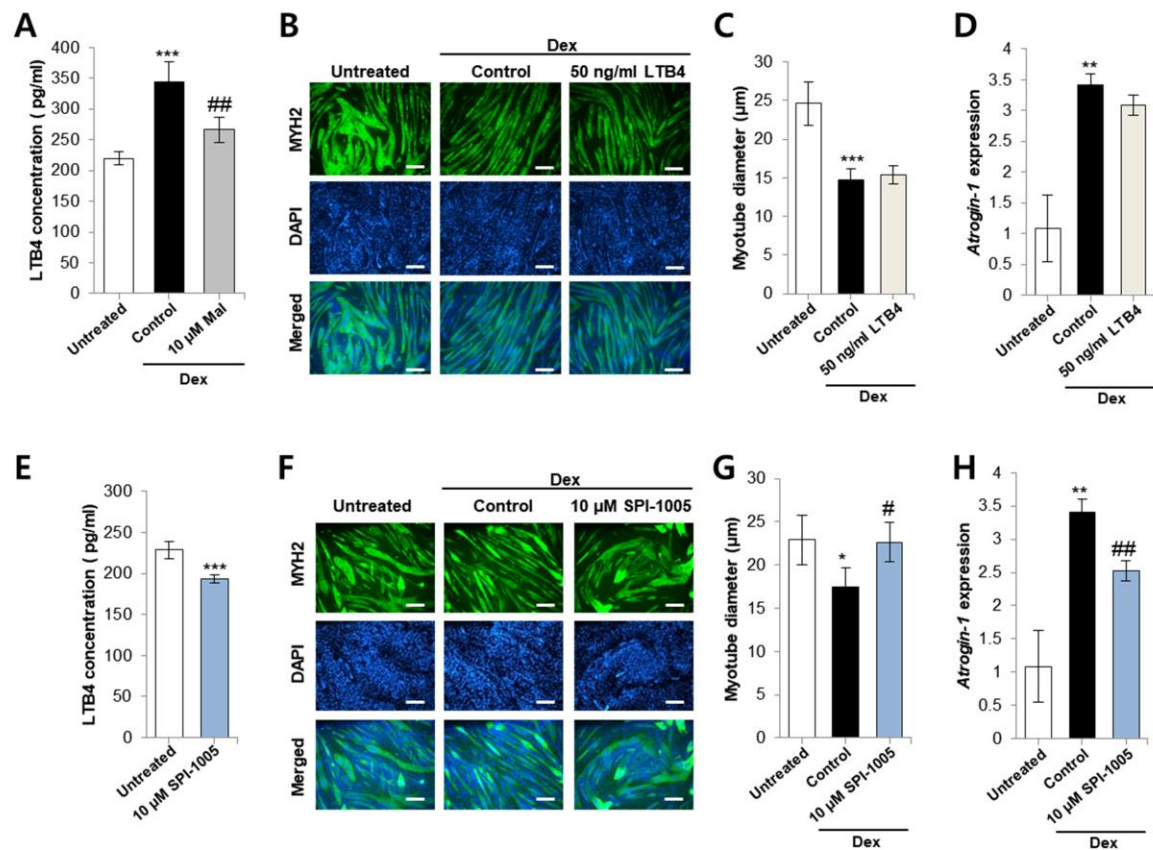 A
LTB4 concentration ( pg/ml)
400
350
300
250
200
150
100
50
0
***
##
Untreated
Control
10 µM Mal
Dex
B
Dex
Untreated
Control
50 ng/ml LTB4
MYH2
DAPI
Merged
C
Myotube diameter (µm)
30
25
20
15
10
5
0
***
Untreated
Control
50 ng/ml LTB4
Dex
D
Atrogin-1 expression
4
3.5
3
2.5
2
1.5
1
0.5
0
**
Untreated
Control
50 ng/ml LTB4
Dex
E
LTB4 concentration ( pg/ml)
300
250
200
150
100
50
0
***
Untreated
10 µM SPI-1005
F
Dex
Untreated
Control
10 µM SPI-1005
MYH2
DAPI
Merged
G
Myotube diameter (µm)
30
25
20
15
10
5
0
*
#
Untreated
Control
10 µM SPI-1005
Dex
H
Atrogin-1 expression
4
3.5
3
2.5
2
1.5
1
0.5
0
**
##
Untreated
Control
10 µM SPI-1005
Dex